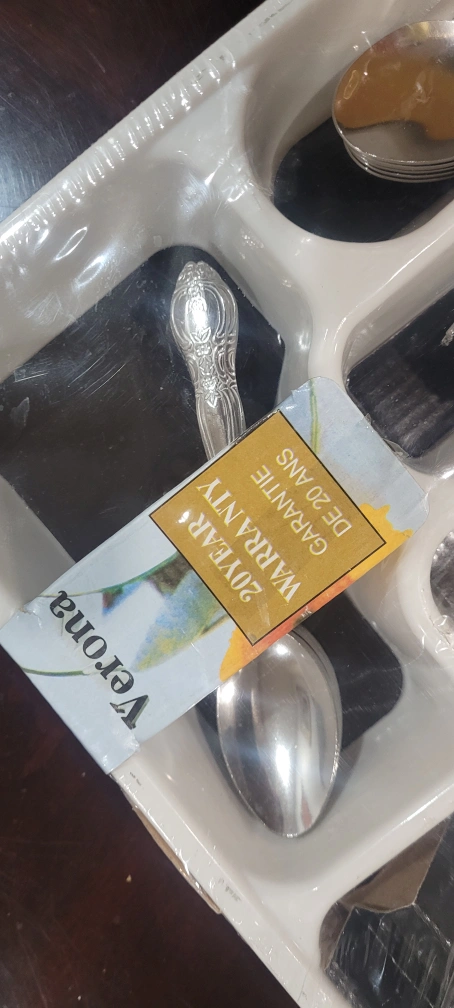 Verona
20 YEAR
WARRANTY
GARANTIE
DE 20 ANS